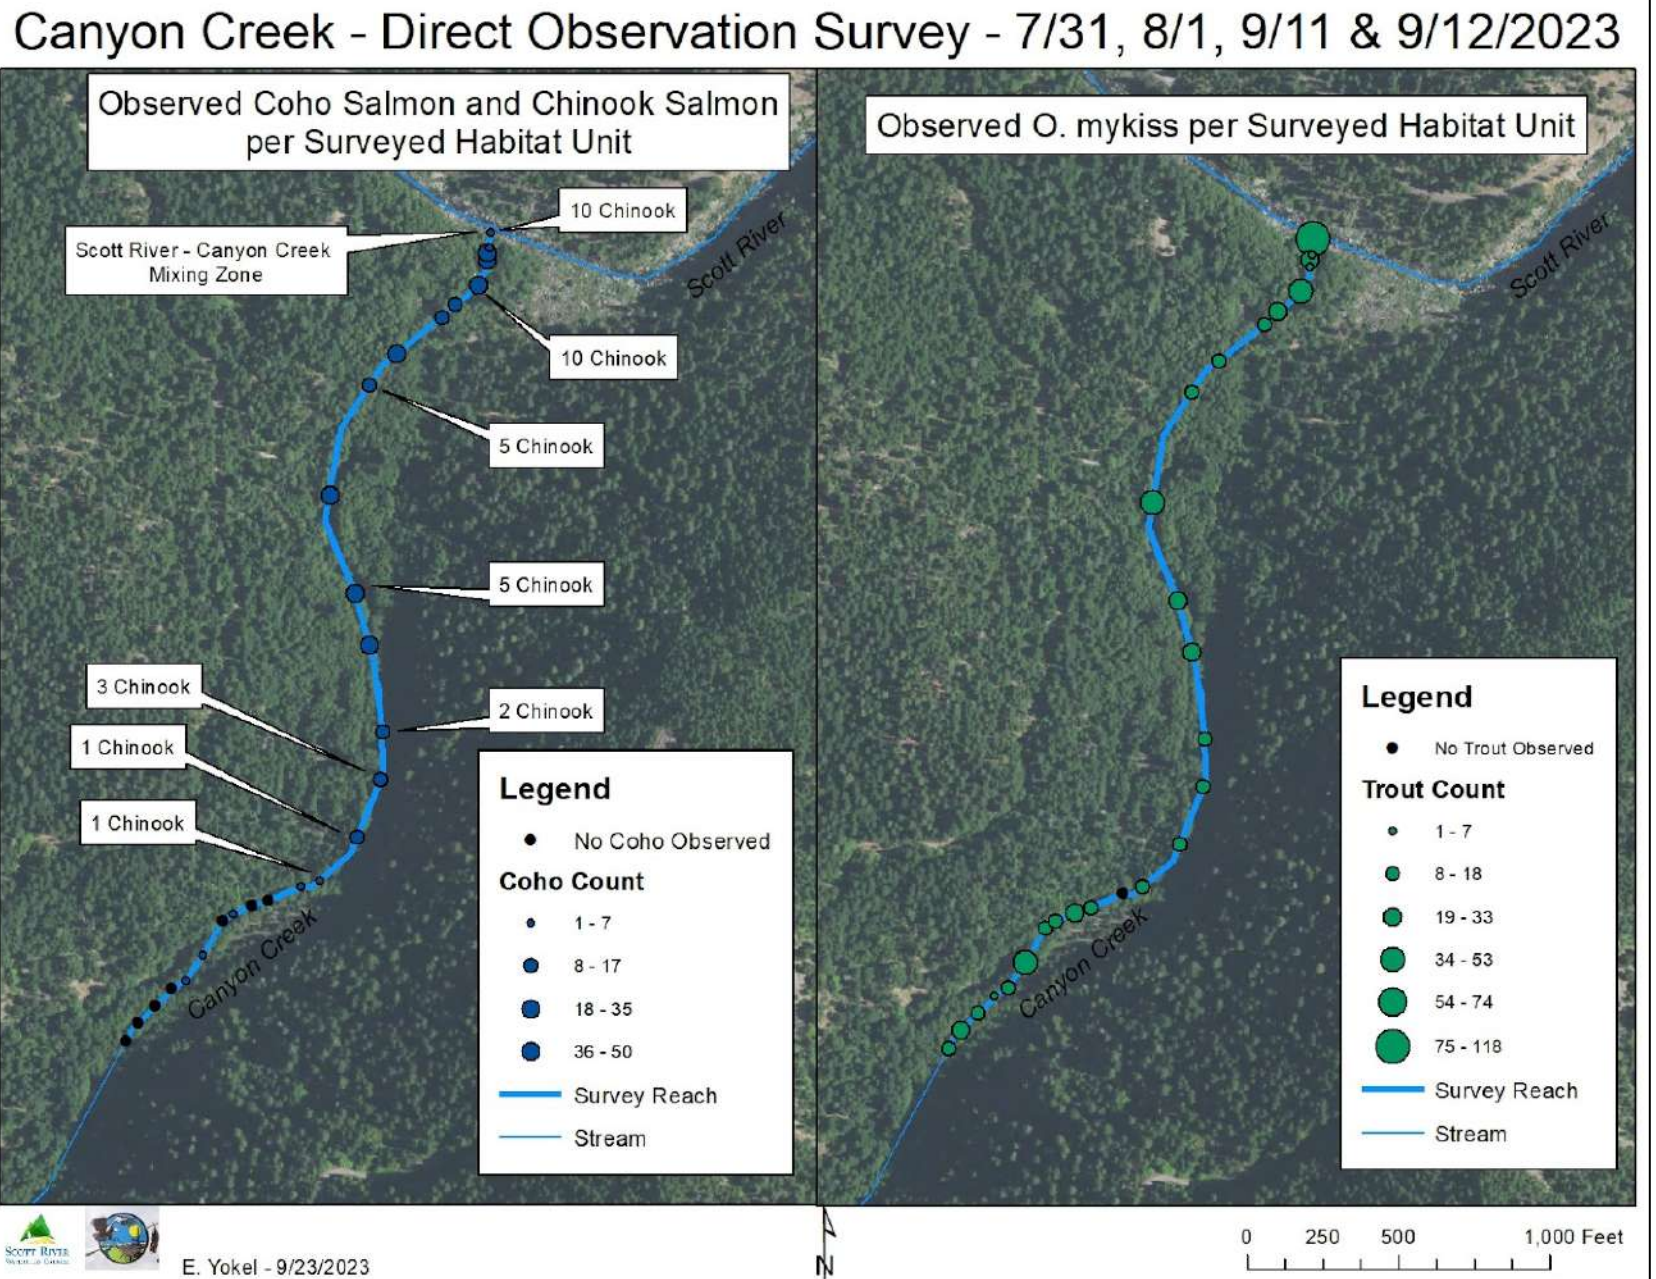 Canyon Creek - Direct Observation Survey - 7/31, 8/1, 9/11 & 9/12/2023
Observed Coho Salmon and Chinook Salmon
per Surveyed Habitat Unit
10 Chinook
Scott River - Canyon Creek
Mixing Zone
Scott River
10 Chinook
5 Chinook
5 Chinook
3 Chinook
2 Chinook
1 Chinook
1 Chinook
Canyon Creek
Legend
No Coho Observed
Coho Count
1 - 7
8 - 17
18 - 35
36 - 50
Survey Reach
Stream
Observed O. mykiss per Surveyed Habitat Unit
Scott River
Canyon Creek
Legend
No Trout Observed
Trout Count
1 - 7
8 - 18
19 - 33
34 - 53
54 - 74
75 - 118
Survey Reach
Stream
SCOTT RIVER
E. Yokel - 9/23/2023
N
0 250 500 1,000 Feet